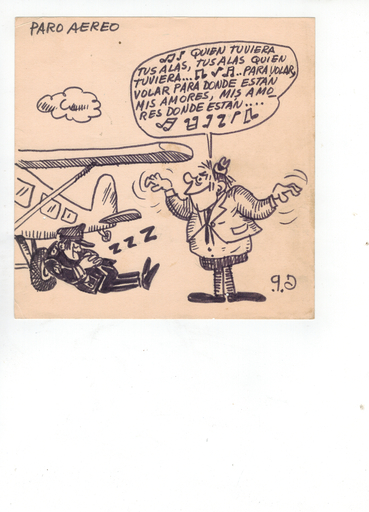 PARO AEREO
QUIEN TUVIERA
TUS ALAS, TUS ALAS QUIEN
TUVIERA... ..PARA VOLAR,
VOLAR PARA DONDE ESTAN
MIS AMORES, MIS AMO
RES DONDE ESTAN....
ZZZ
G.P